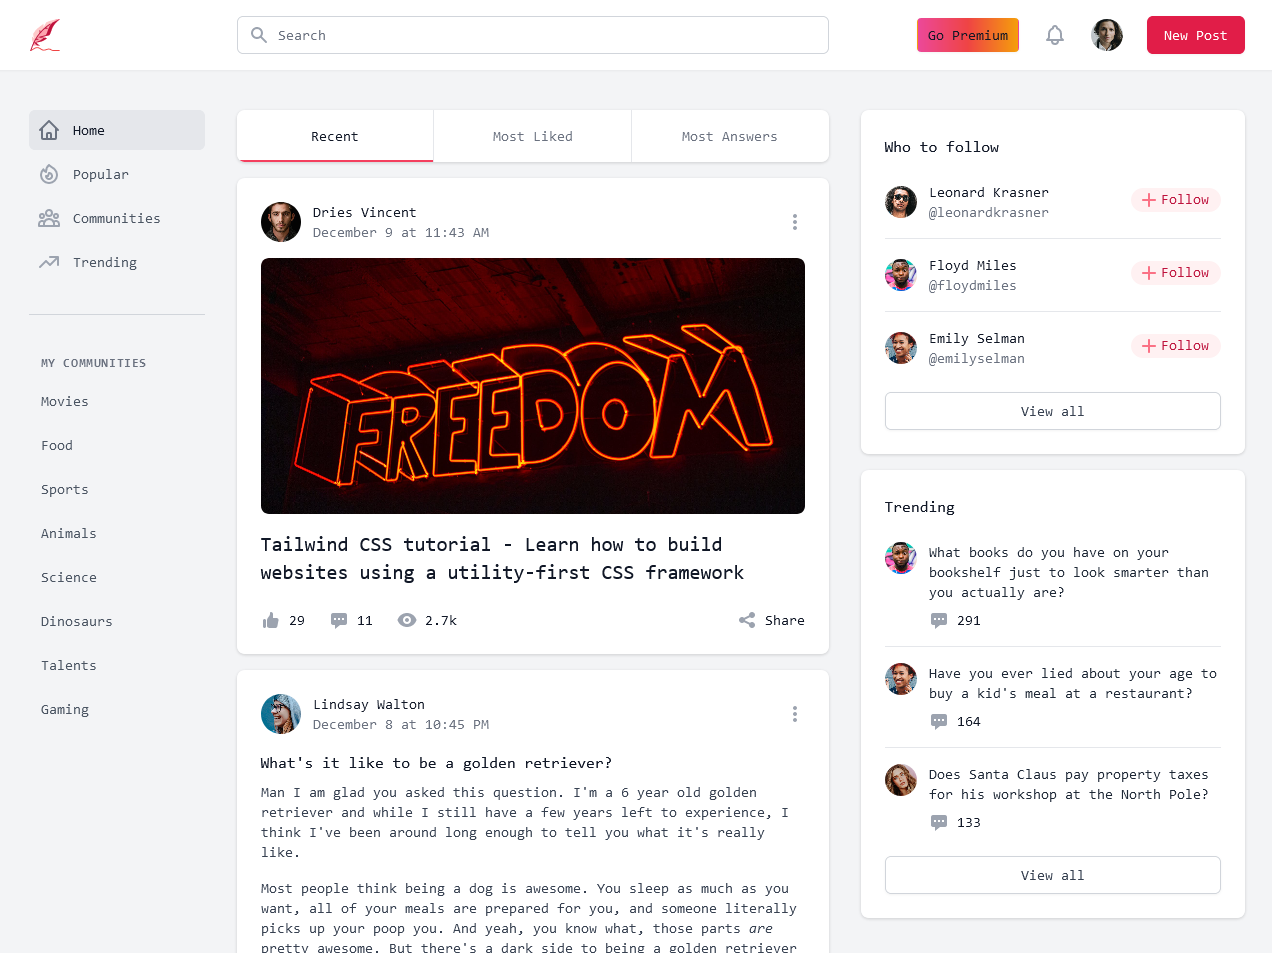 Search
Go Premium
New Post
Home
Popular
Communities
Trending
MY COMMUNITIES
Movies
Food
Sports
Animals
Science
Dinosaurs
Talents
Gaming
Recent
Most Liked
Most Answers
Dries Vincent
December 9 at 11:43 AM
FREEDOM
Tailwind CSS tutorial - Learn how to build
websites using a utility-first CSS framework
29
11
2.7k
Share
Lindsay Walton
December 8 at 10:45 PM
What's it like to be a golden retriever?
Man I am glad you asked this question. I'm a 6 year old golden
retriever and while I still have a few years left to experience, I
think I've been around long enough to tell you what it's really
like.
Most people think being a dog is awesome. You sleep as much as you
want, all of your meals are prepared for you, and someone literally
picks up your poop you. And yeah, you know what, those parts are
pretty awesome. But there's a dark side to being a golden retriever
Who to follow
Leonard Krasner
@leonardkrasner
Follow
Floyd Miles
@floydmiles
Follow
Emily Selman
@emilyselman
Follow
View all
Trending
What books do you have on your
bookshelf just to look smarter than
you actually are?
291
Have you ever lied about your age to
buy a kid's meal at a restaurant?
164
Does Santa Claus pay property taxes
for his workshop at the North Pole?
133
View all